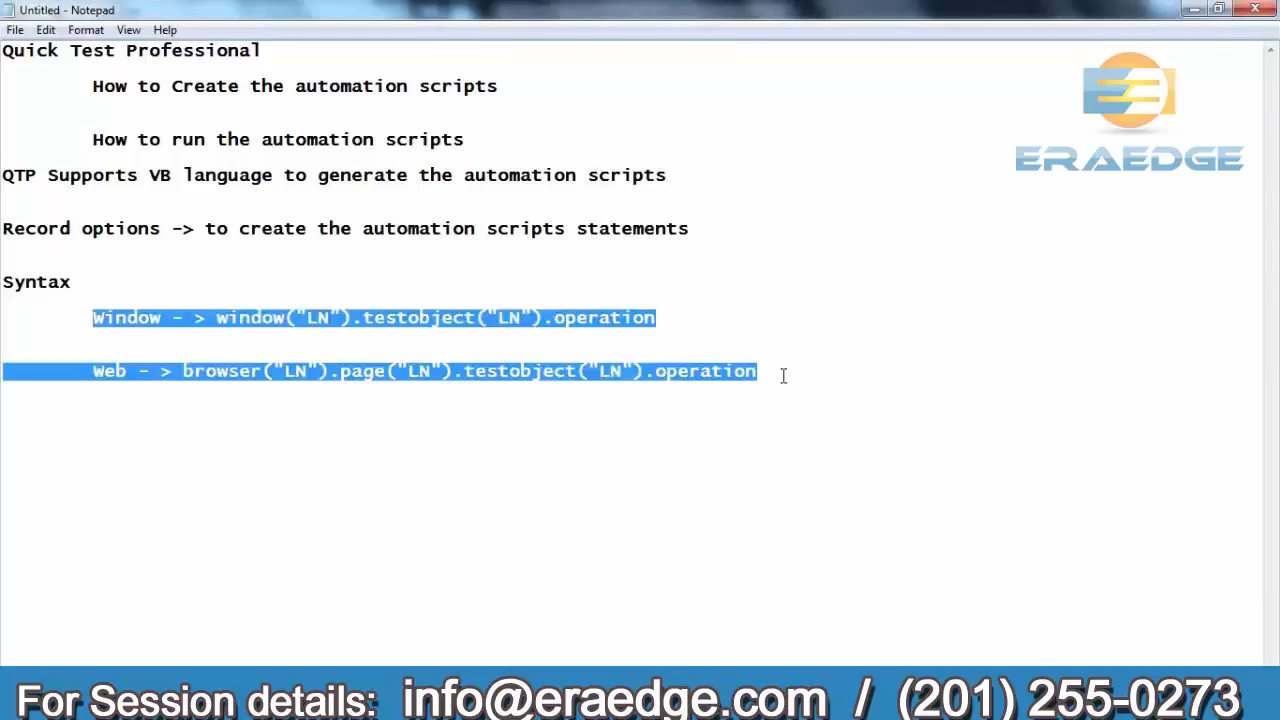 Untitled - Notepad
File Edit Format View Help
Quick Test Professional
How to Create the automation scripts
How to run the automation scripts
QTP Supports VB language to generate the automation scripts
Record options -> to create the automation scripts statements
Syntax
Window - > window("LN").testobject("LN").operation
Web - > browser("LN").page("LN").testobject("LN").operation
ERAEDGE
For Session details: info@eraedge.com / (201) 255-0273